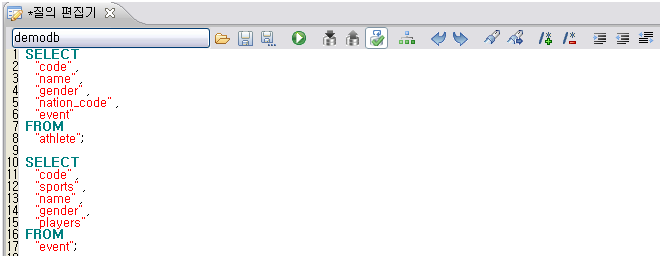 *질의 편집기
demodb
1 SELECT
2 "code" ,
3 "name" ,
4 "gender" ,
5 "nation_code" ,
6 "event"
7 FROM
8 "athlete";
9
10 SELECT
11 "code" ,
12 "sports" ,
13 "name" ,
14 "gender" ,
15 "players"
16 FROM
17 "event";